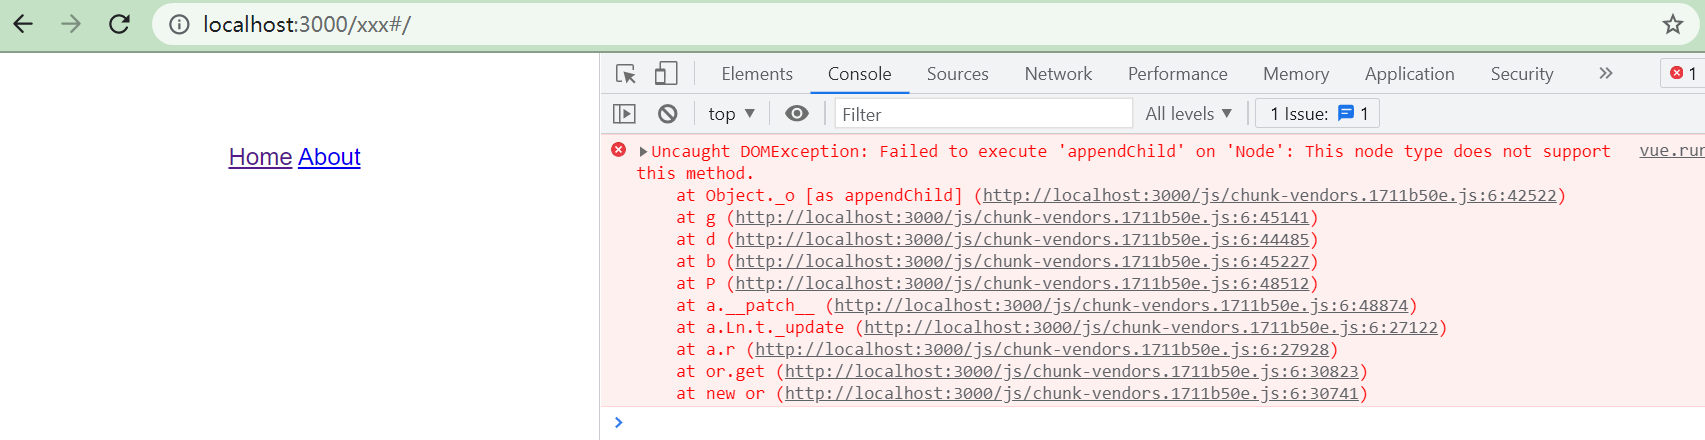 localhost:3000/xxx#/
Home About
Elements Console Sources Network Performance Memory Application Security » 1
top ▼ Filter All levels ▼ 1 Issue: 1
▶Uncaught DOMException: Failed to execute 'appendChild' on 'Node': This node type does not support vue.run
this method.
at Object._o [as appendChild] (http://localhost:3000/js/chunk-vendors.1711b50e.js:6:42522)
at g (http://localhost:3000/js/chunk-vendors.1711b50e.js:6:45141)
at d (http://localhost:3000/js/chunk-vendors.1711b50e.js:6:44485)
at b (http://localhost:3000/js/chunk-vendors.1711b50e.js:6:45227)
at P (http://localhost:3000/js/chunk-vendors.1711b50e.js:6:48512)
at a.__patch__ (http://localhost:3000/js/chunk-vendors.1711b50e.js:6:48874)
at a.Ln.t._update (http://localhost:3000/js/chunk-vendors.1711b50e.js:6:27122)
at a.r (http://localhost:3000/js/chunk-vendors.1711b50e.js:6:27928)
at or.get (http://localhost:3000/js/chunk-vendors.1711b50e.js:6:30823)
at new or (http://localhost:3000/js/chunk-vendors.1711b50e.js:6:30741)